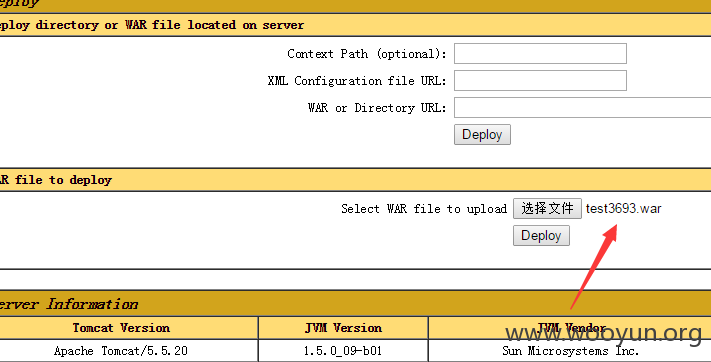 eploy
eploy directory or WAR file located on server
Context Path (optional):
XML Configuration file URL:
WAR or Directory URL:
Deploy
AR file to deploy
Select WAR file to upload 选择文件 test3693.war
Deploy
erver Information
Tomcat Version JVM Version JVM Vendor
Apache Tomcat/5.5.20 1.5.0_09-b01 Sun Microsystems Inc.
www.wooyun.org